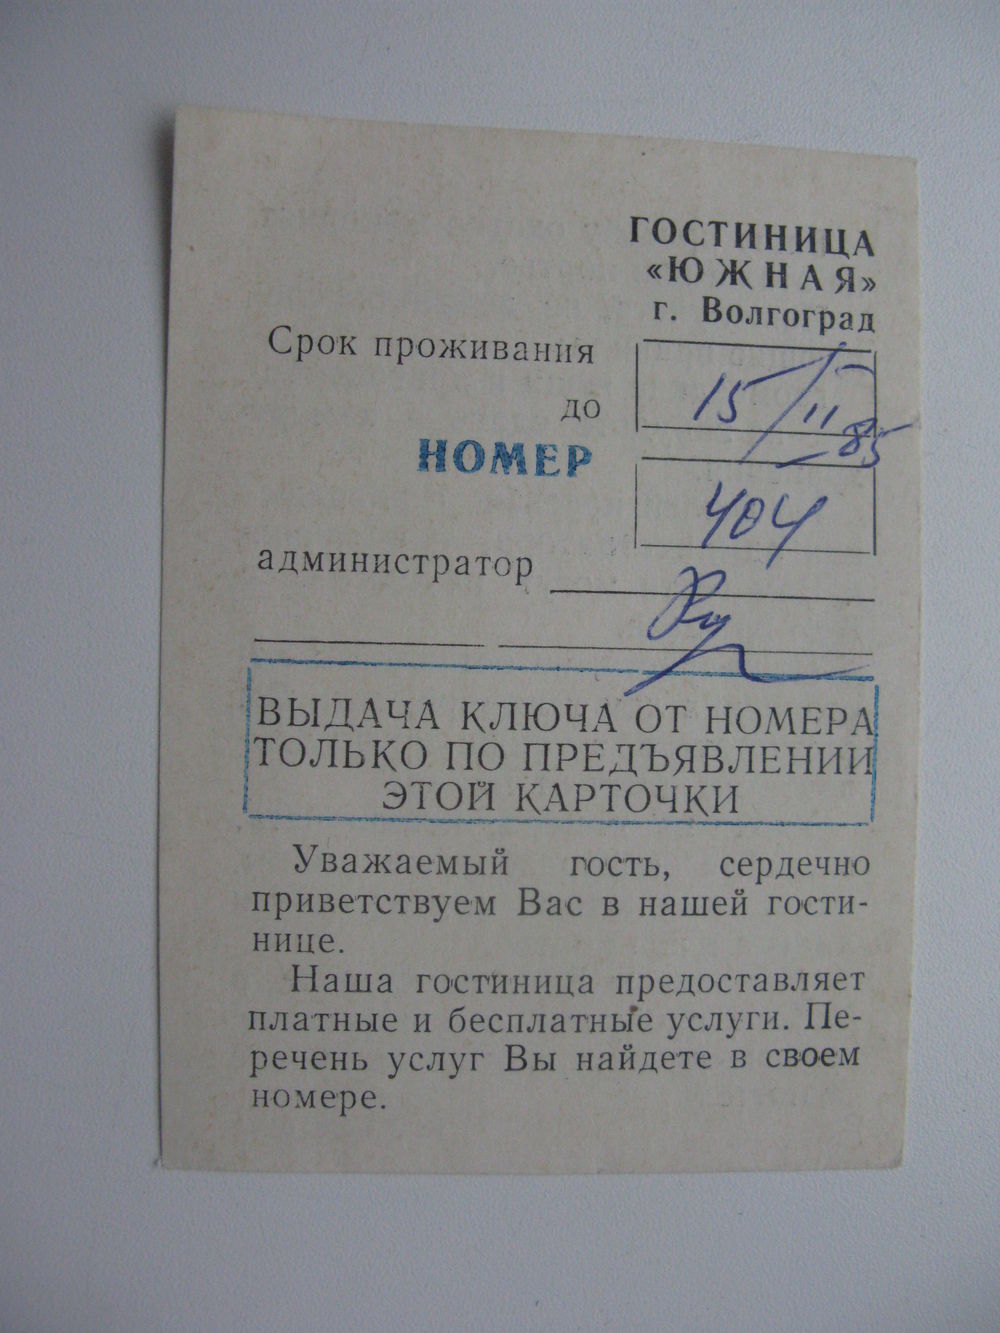 ГОСТИНИЦА
«ЮЖНАЯ»
г. Волгоград
Срок проживания
до 15/II 85
НОМЕР 404
администратор
ВЫДАЧА КЛЮЧА ОТ НОМЕРА
ТОЛЬКО ПО ПРЕДЪЯВЛЕНИИ
ЭТОЙ КАРТОЧКИ
Уважаемый гость, сердечно
приветствуем Вас в нашей гости-
нице.
Наша гостиница предоставляет
платные и бесплатные услуги. Пе-
речень услуг Вы найдете в своем
номере.